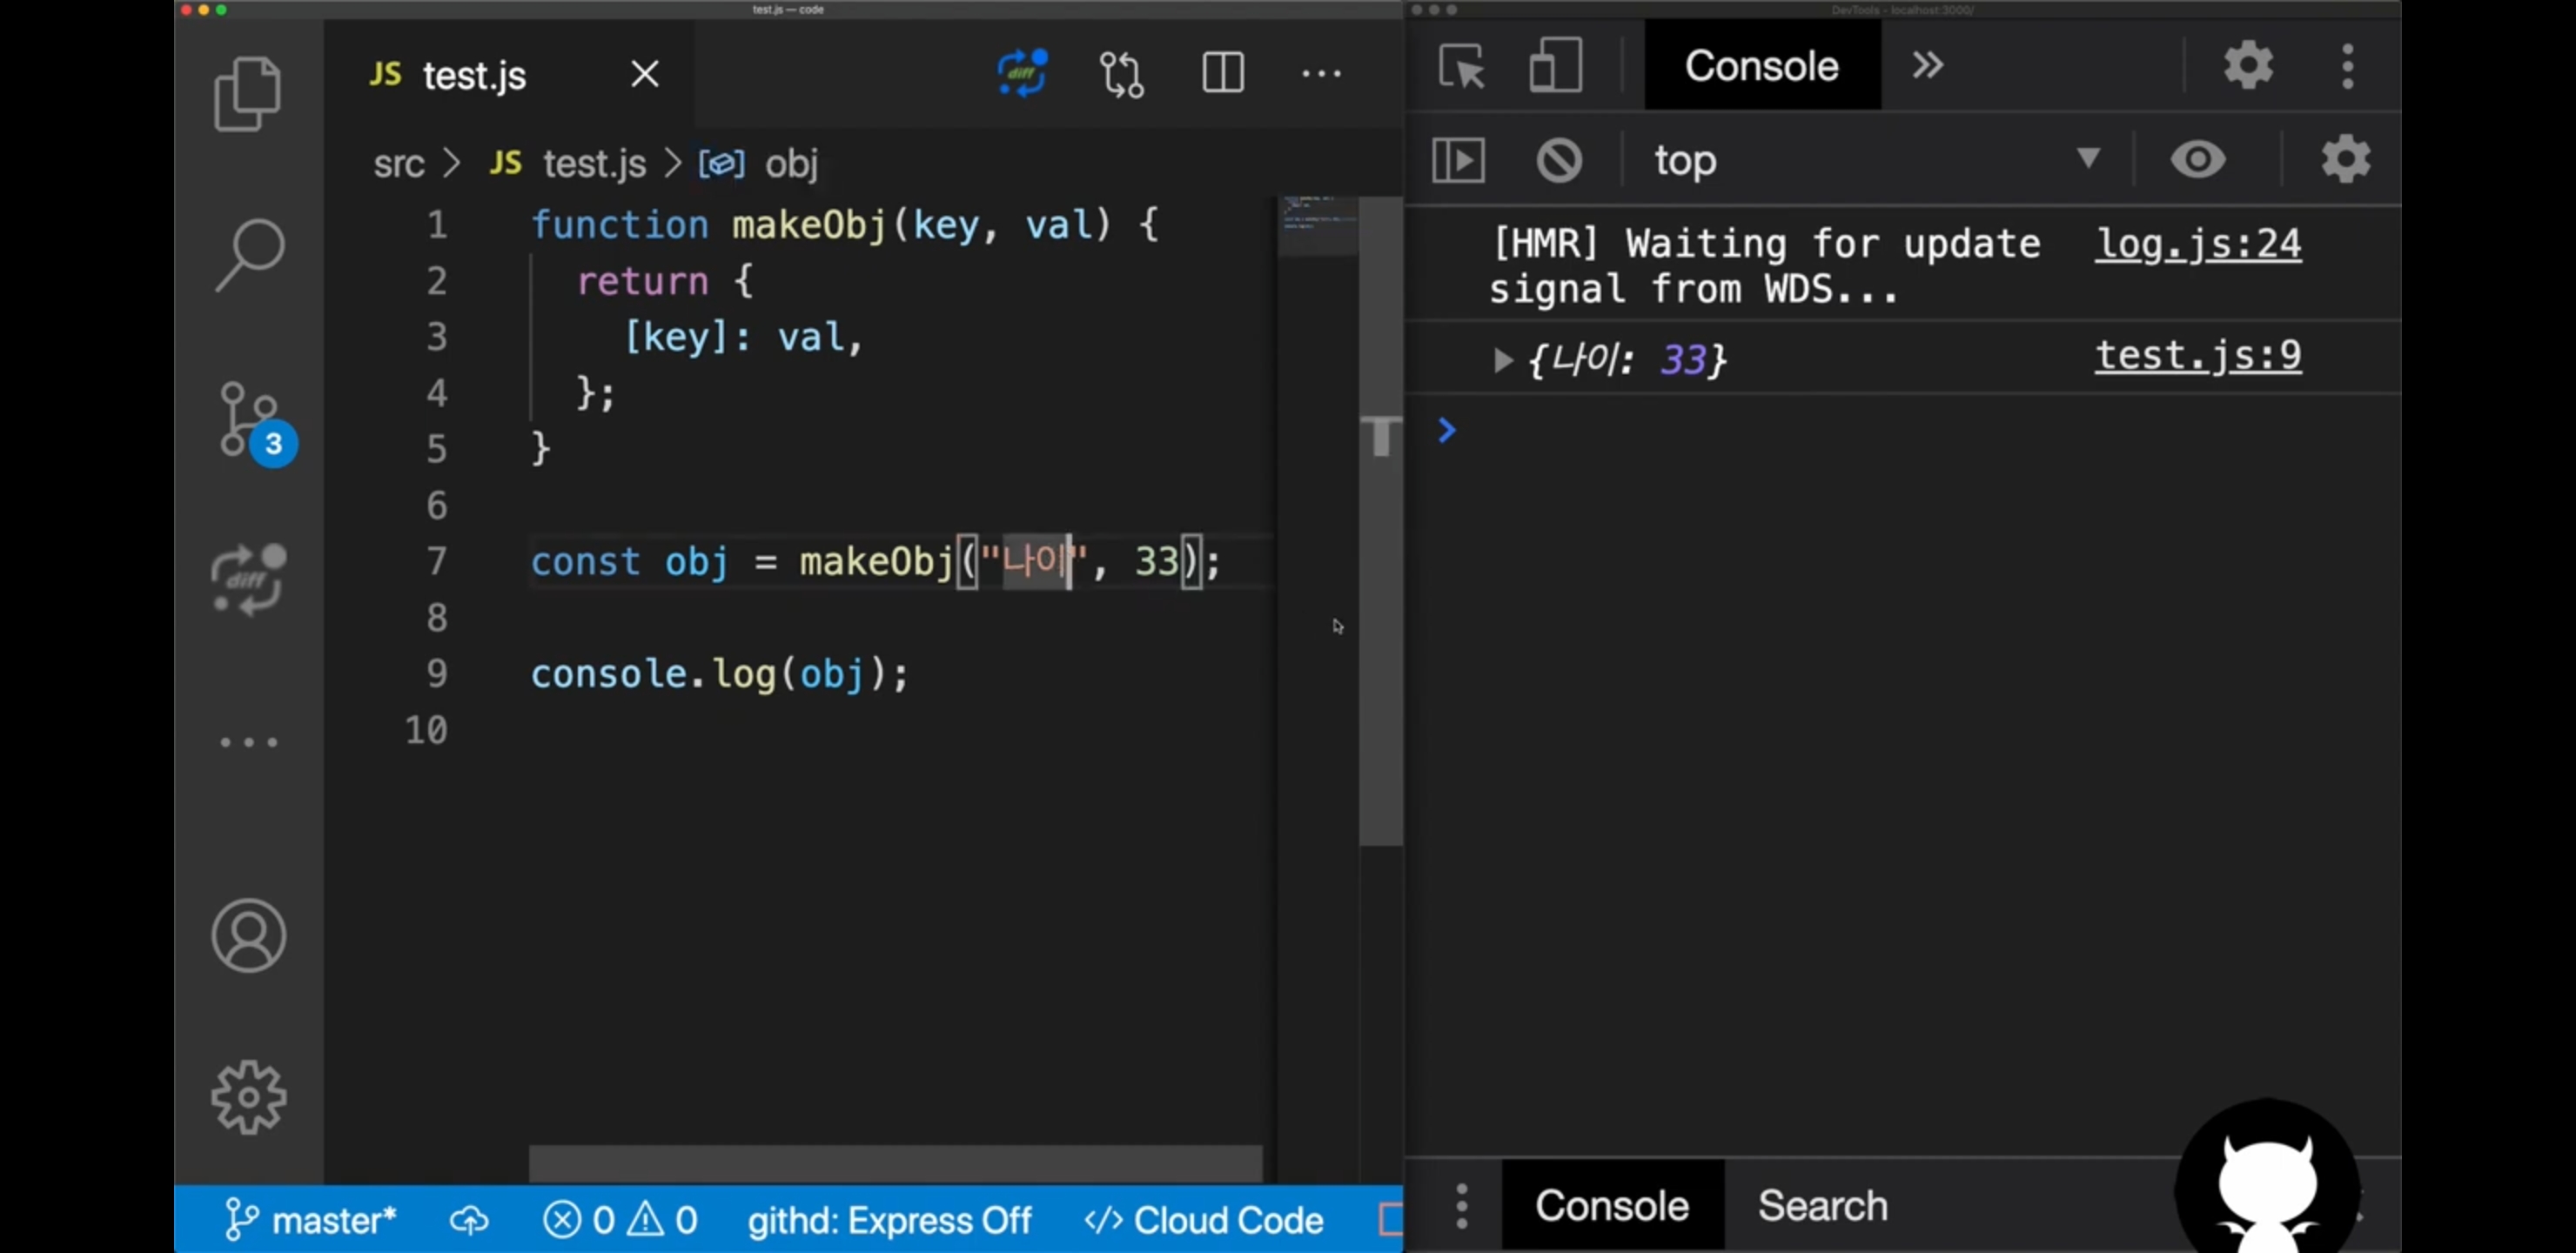 test.js — code
JS test.js
diff
src > JS test.js > obj
1 function makeObj(key, val) {
2 return {
3 [key]: val,
4 };
5 }
6
7 const obj = makeObj("나이", 33);
8
9 console.log(obj);
10
3
diff
master* 0 0 githd: Express Off </> Cloud Code
DevTools - localhost:3000/
Console
top
[HMR] Waiting for update log.js:24
signal from WDS...
{나이: 33} test.js:9
Console Search